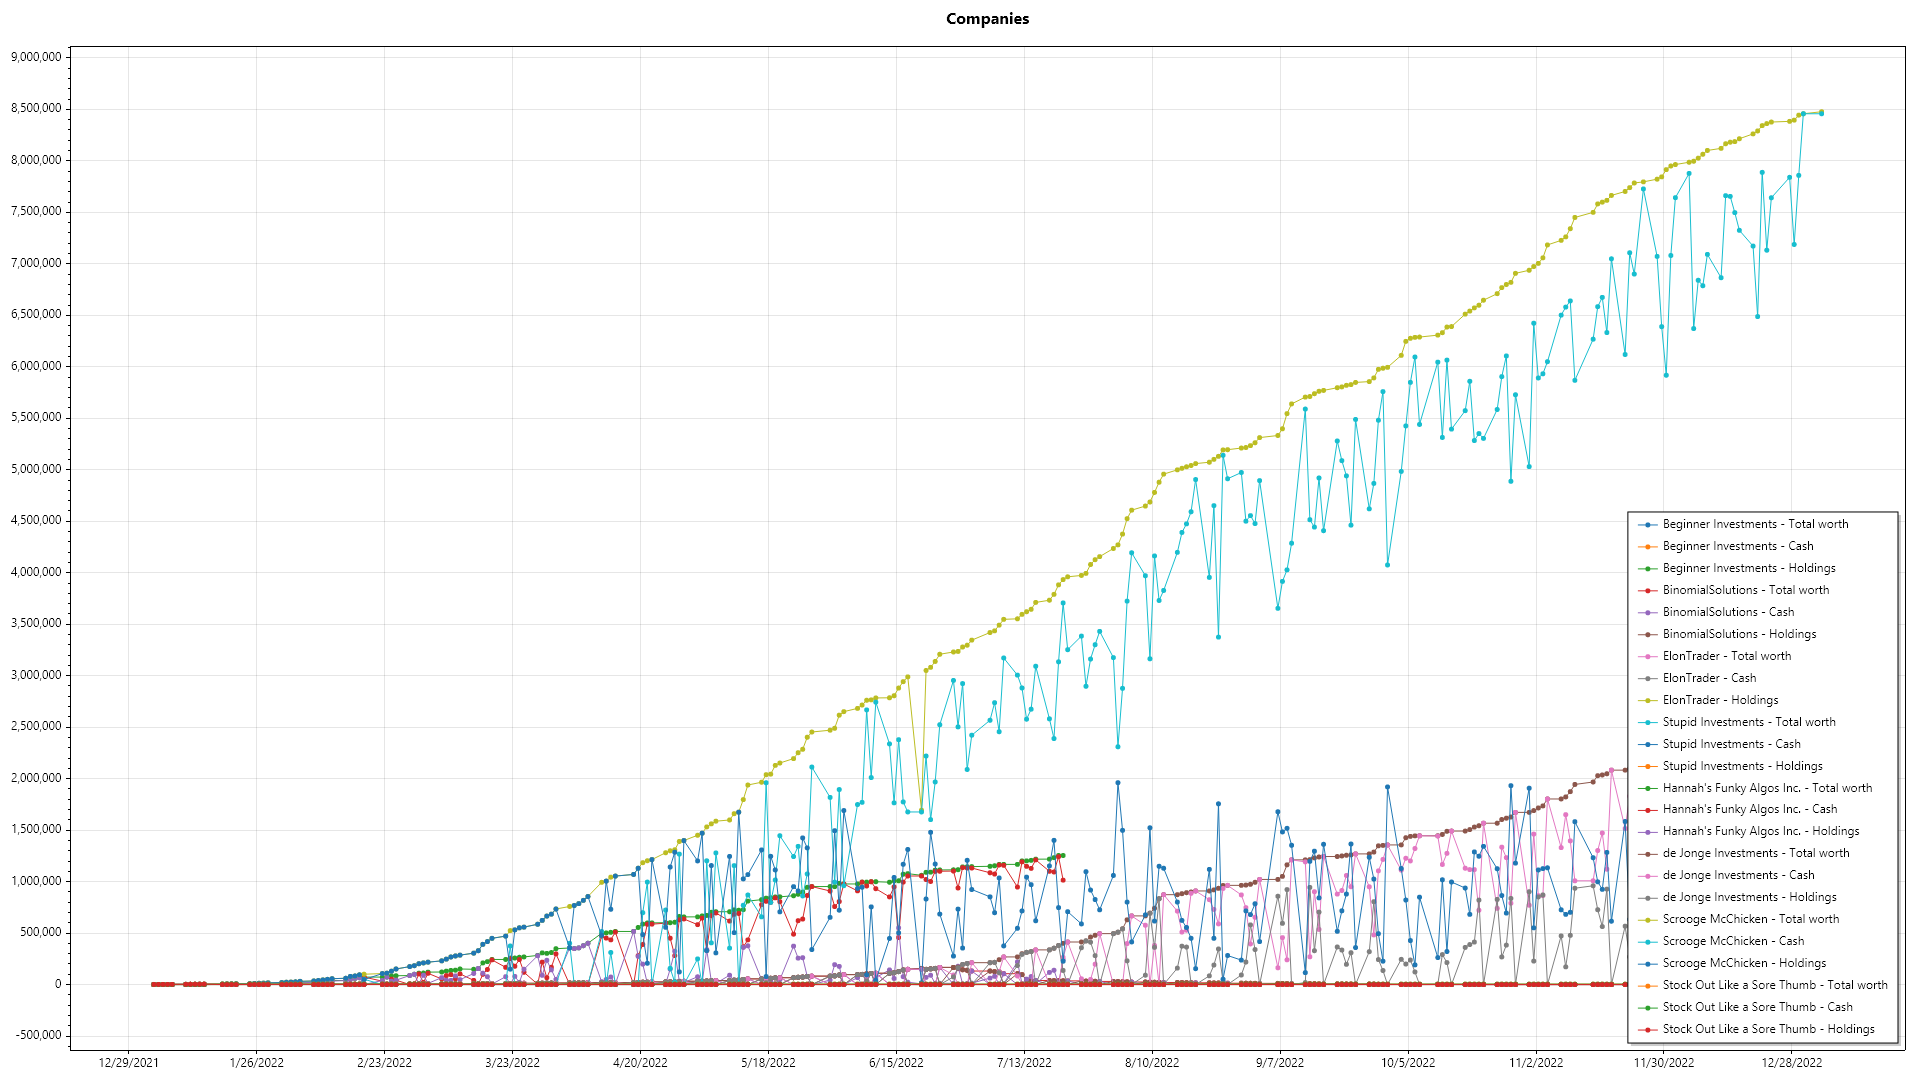 Companies
9,000,000
8,500,000
8,000,000
7,500,000
7,000,000
6,500,000
6,000,000
5,500,000
5,000,000
4,500,000
4,000,000
3,500,000
3,000,000
2,500,000
2,000,000
1,500,000
1,000,000
500,000
0
-500,000
Beginner Investments - Total worth
Beginner Investments - Cash
Beginner Investments - Holdings
BinomialSolutions - Total worth
BinomialSolutions - Cash
BinomialSolutions - Holdings
ElonTrader - Total worth
ElonTrader - Cash
ElonTrader - Holdings
Stupid Investments - Total worth
Stupid Investments - Cash
Stupid Investments - Holdings
Hannah's Funky Algos Inc. - Total worth
Hannah's Funky Algos Inc. - Cash
Hannah's Funky Algos Inc. - Holdings
de Jonge Investments - Total worth
de Jonge Investments - Cash
de Jonge Investments - Holdings
Scrooge McChicken - Total worth
Scrooge McChicken - Cash
Scrooge McChicken - Holdings
Stock Out Like a Sore Thumb - Total worth
Stock Out Like a Sore Thumb - Cash
Stock Out Like a Sore Thumb - Holdings
12/29/2021 1/26/2022 2/23/2022 3/23/2022 4/20/2022 5/18/2022 6/15/2022 7/13/2022 8/10/2022 9/7/2022 10/5/2022 11/2/2022 11/30/2022 12/28/2022